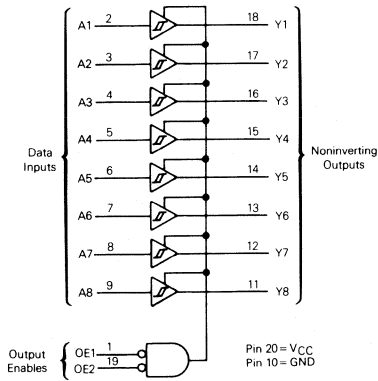 A1 2 18 Y1
A2 3 17 Y2
A3 4 16 Y3
A4 5 15 Y4
Data
Inputs
Noninverting
Outputs
A5 6 14 Y5
A6 7 13 Y6
A7 8 12 Y7
A8 9 11 Y8
Output
Enables
OE1 1
OE2 19
Pin 20 = VCC
Pin 10 = GND